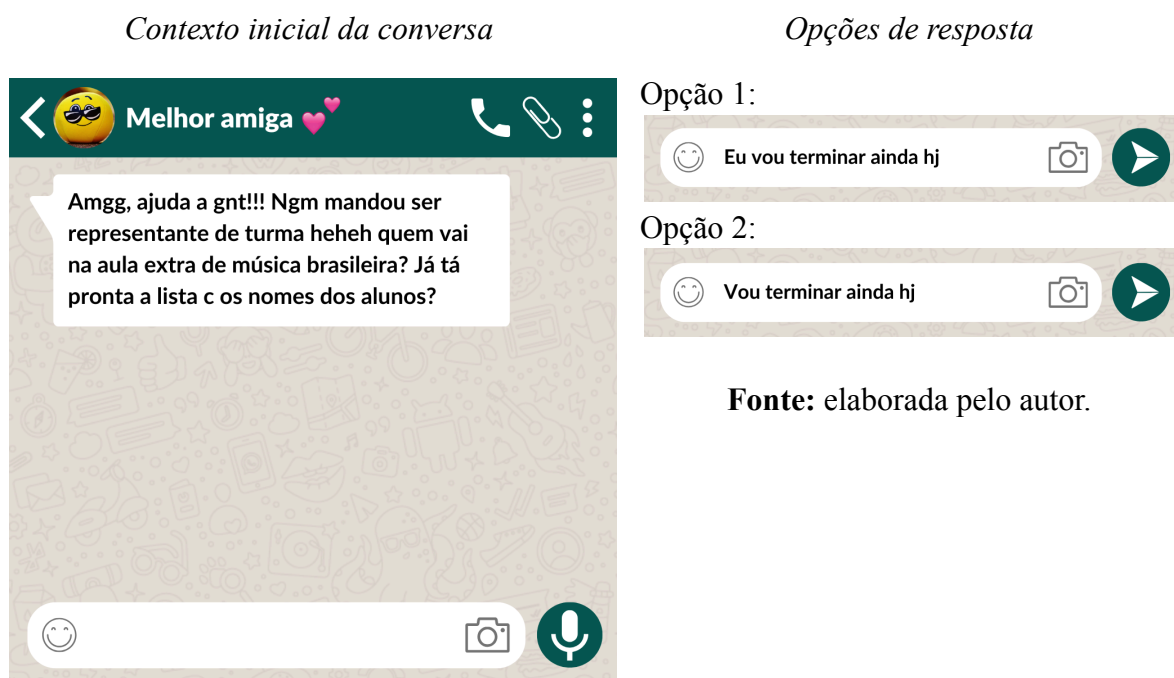 Contexto inicial da conversa
Melhor amiga
Amgg, ajuda a gnt!!! Ngm mandou ser
representante de turma heheh quem vai
na aula extra de música brasileira? Já tá
pronta a lista c os nomes dos alunos?
Opções de resposta
Opção 1:
Eu vou terminar ainda hj
Opção 2:
Vou terminar ainda hj
Fonte: elaborada pelo autor.